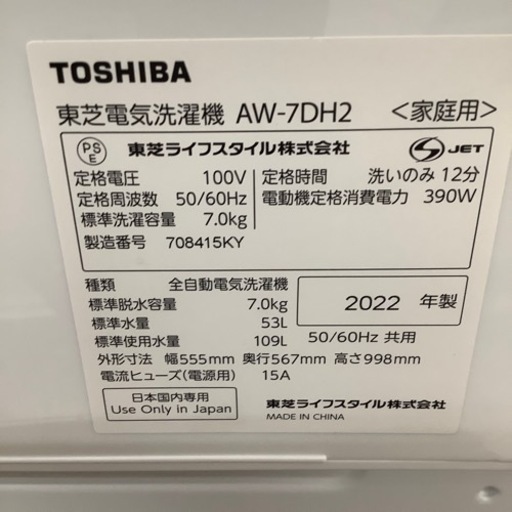 TOSHIBA
東芝電気洗濯機 AW-7DH2 <家庭用>
PSE 東芝ライフスタイル株式会社 S JET
定格電圧 100V 定格時間 洗いのみ 12分
定格周波数 50/60Hz 電動機定格消費電力 390W
標準洗濯容量 7.0kg
製造番号 708415KY
種類 全自動電気洗濯機
標準脱水容量 7.0kg 2022 年製
標準水量 53L
標準使用水量 109L 50/60Hz 共用
外形寸法 幅555mm 奥行567mm 高さ998mm
電流ヒューズ(電源用) 15A
日本国内専用 東芝ライフスタイル株式会社
Use Only in Japan MADE IN CHINA